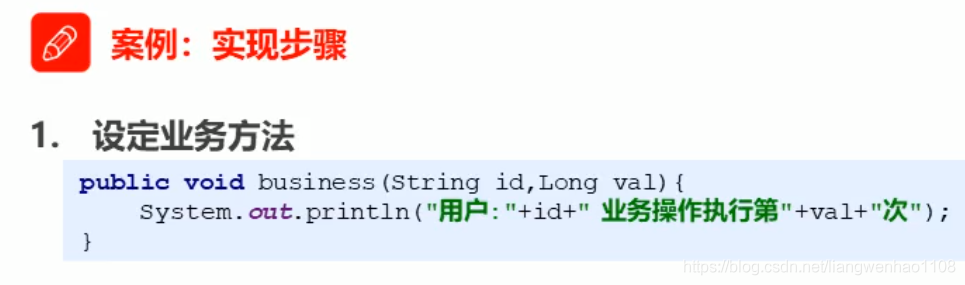 案例：实现步骤
1. 设定业务方法
public void business(String id,Long val){
System.out.println("用户:"+id+" 业务操作执行第"+val+"次");
}
https://blog.csdn.net/liangwenhao1108